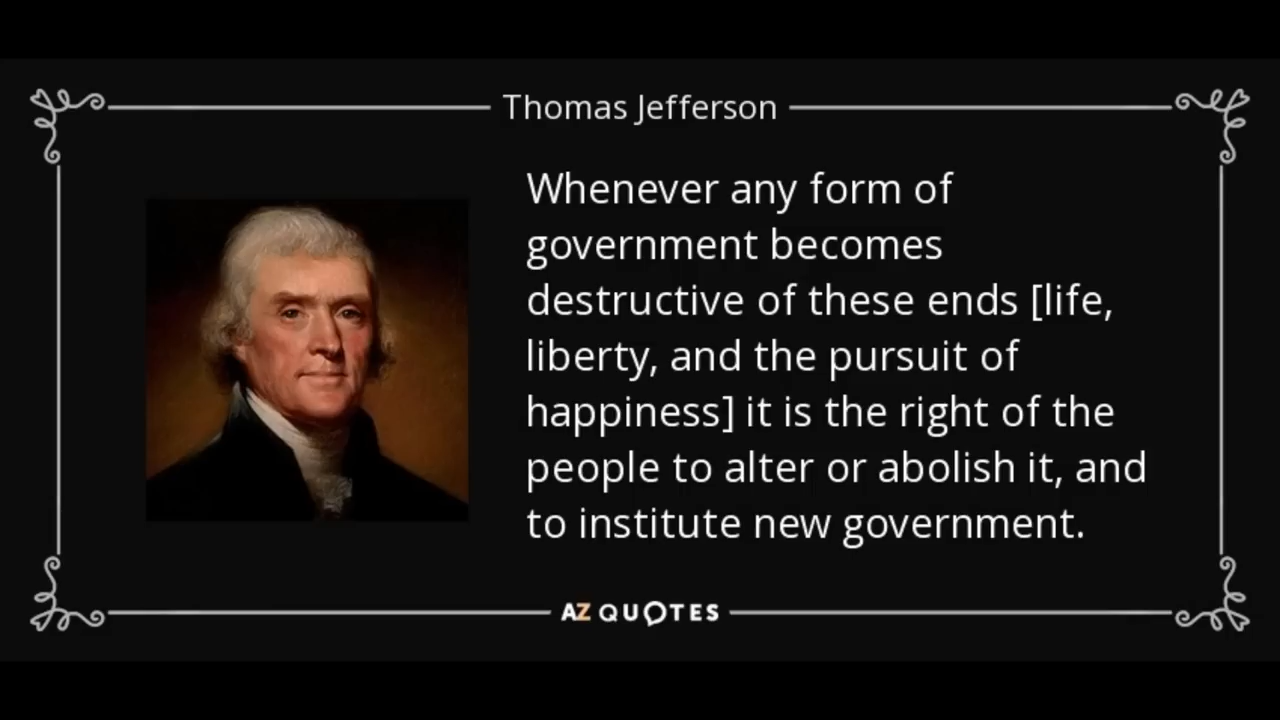 Thomas Jefferson
Whenever any form of
government becomes
destructive of these ends [life,
liberty, and the pursuit of
happiness] it is the right of the
people to alter or abolish it, and
to institute new government.
AZ QUOTES